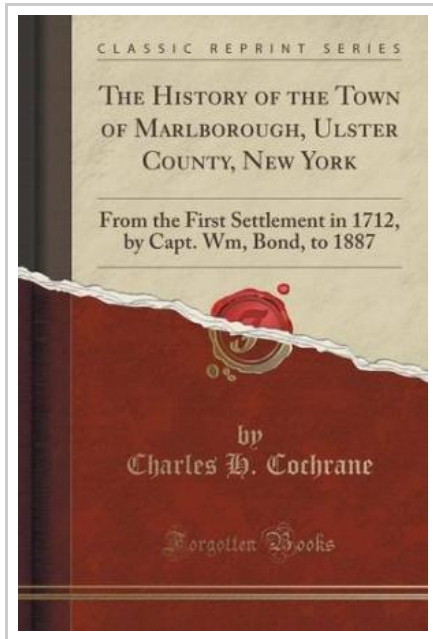 CLASSIC REPRINT SERIES
THE HISTORY OF THE TOWN
OF MARLBOROUGH, ULSTER
COUNTY, NEW YORK
From the First Settlement in 1712,
by Capt. Wm, Bond, to 1887
by
Charles H. Cochrane
Forgotten Books